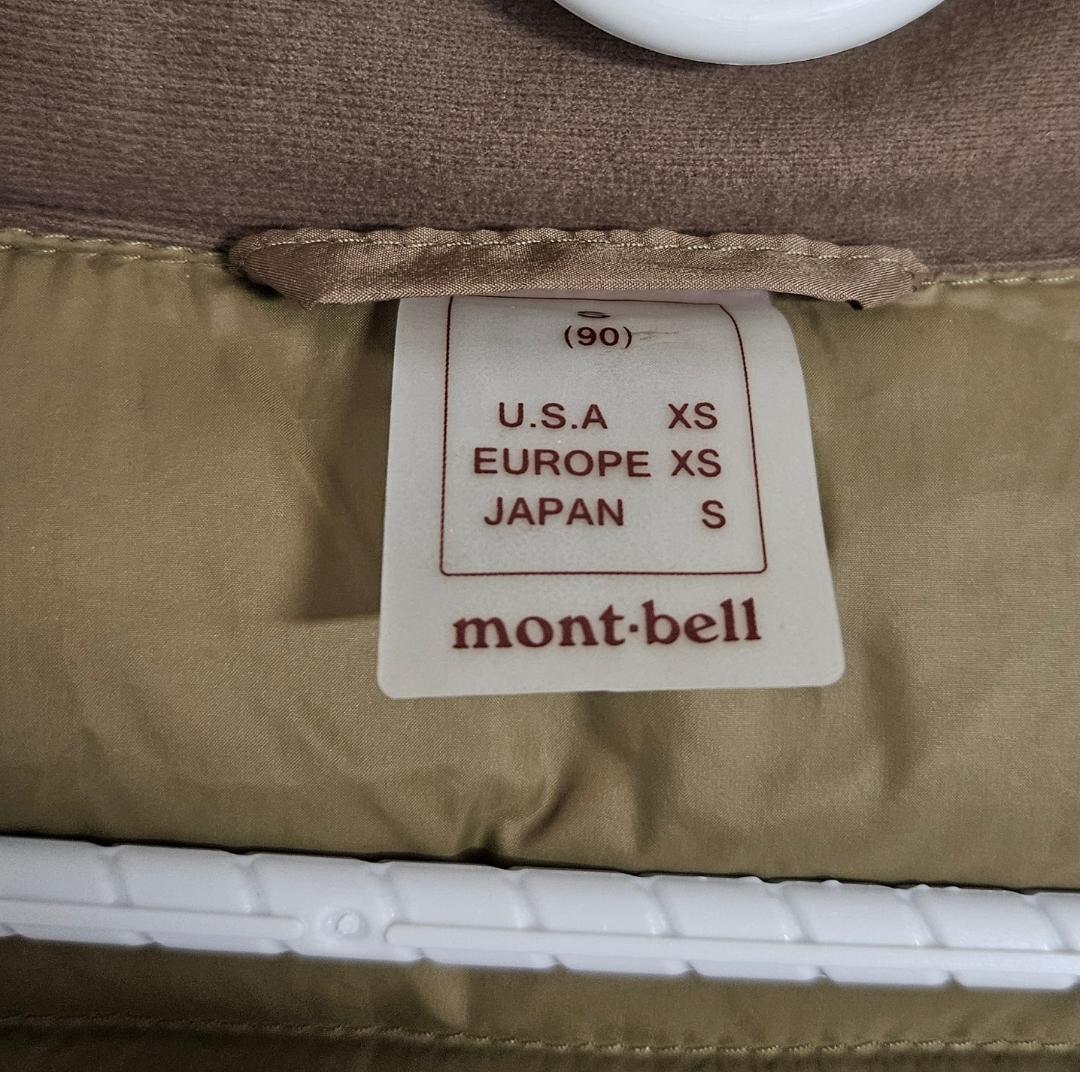 (90)
U.S.A XS
EUROPE XS
JAPAN S
mont·bell